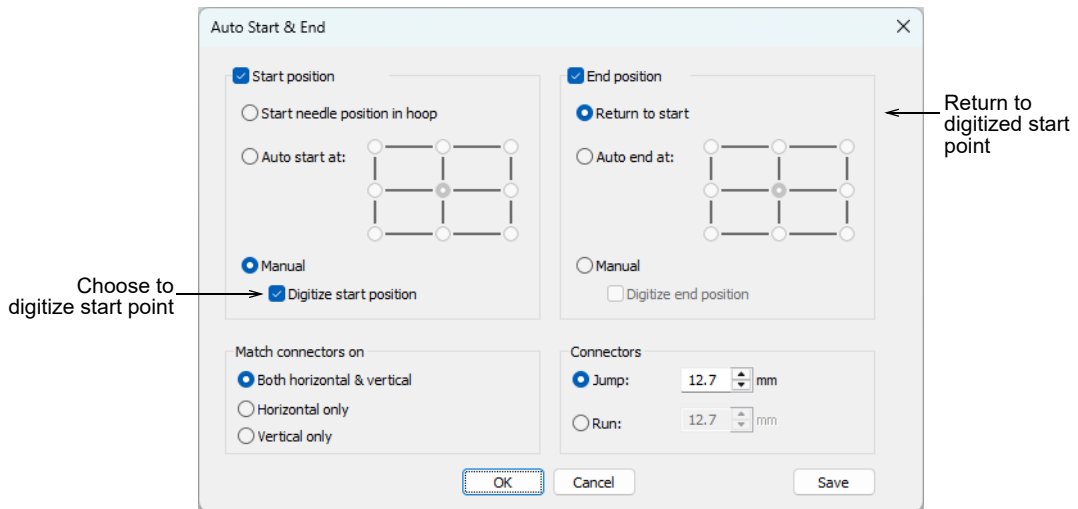 Auto Start & End
Start position
Start needle position in hoop
Auto start at:
Manual
Digitize start position
End position
Return to start
Auto end at:
Manual
Digitize end position
Return to
digitized start
point
Choose to
digitize start point
Match connectors on
Both horizontal & vertical
Horizontal only
Vertical only
Connectors
Jump: 12.7 mm
Run: 12.7 mm
OK Cancel Save